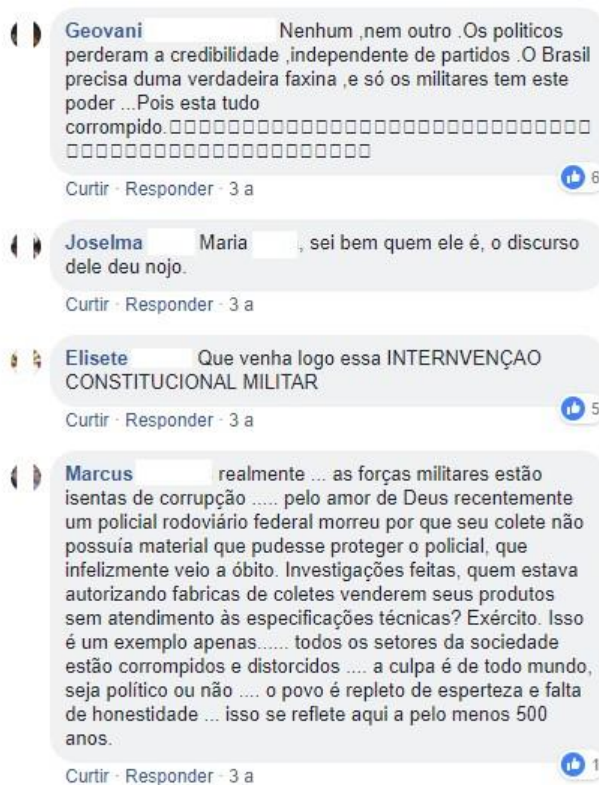 Geovani Nenhum ,nem outro .Os politicos
perderam a credibilidade ,independente de partidos .O Brasil
precisa duma verdadeira faxina ,e só os militares tem este
poder ...Pois esta tudo
corrompido.□□□□□□□□□□□□□□□□□□□□□□□□□□□□□
□□□□□□□□□□□□□□□□□□□□□
6
Curtir · Responder · 3 a
Joselma Maria , sei bem quem ele é, o discurso
dele deu nojo.
Curtir · Responder · 3 a
Elisete Que venha logo essa INTERNVENÇAO
CONSTITUCIONAL MILITAR
5
Curtir · Responder · 3 a
Marcus realmente ... as forças militares estão
isentas de corrupção ..... pelo amor de Deus recentemente
um policial rodoviário federal morreu por que seu colete não
possuía material que pudesse proteger o policial, que
infelizmente veio a óbito. Investigações feitas, quem estava
autorizando fabricas de coletes venderem seus produtos
sem atendimento às especificações técnicas? Exército. Isso
é um exemplo apenas...... todos os setores da sociedade
estão corrompidos e distorcidos .... a culpa é de todo mundo,
seja político ou não .... o povo é repleto de esperteza e falta
de honestidade ... isso se reflete aqui a pelo menos 500
anos.
1
Curtir · Responder · 3 a